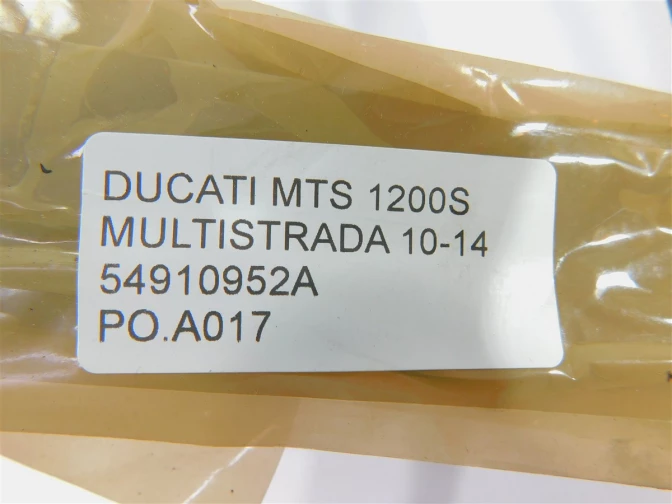 DUCATI MTS 1200S
MULTISTRADA 10-14
54910952A
PO.A017